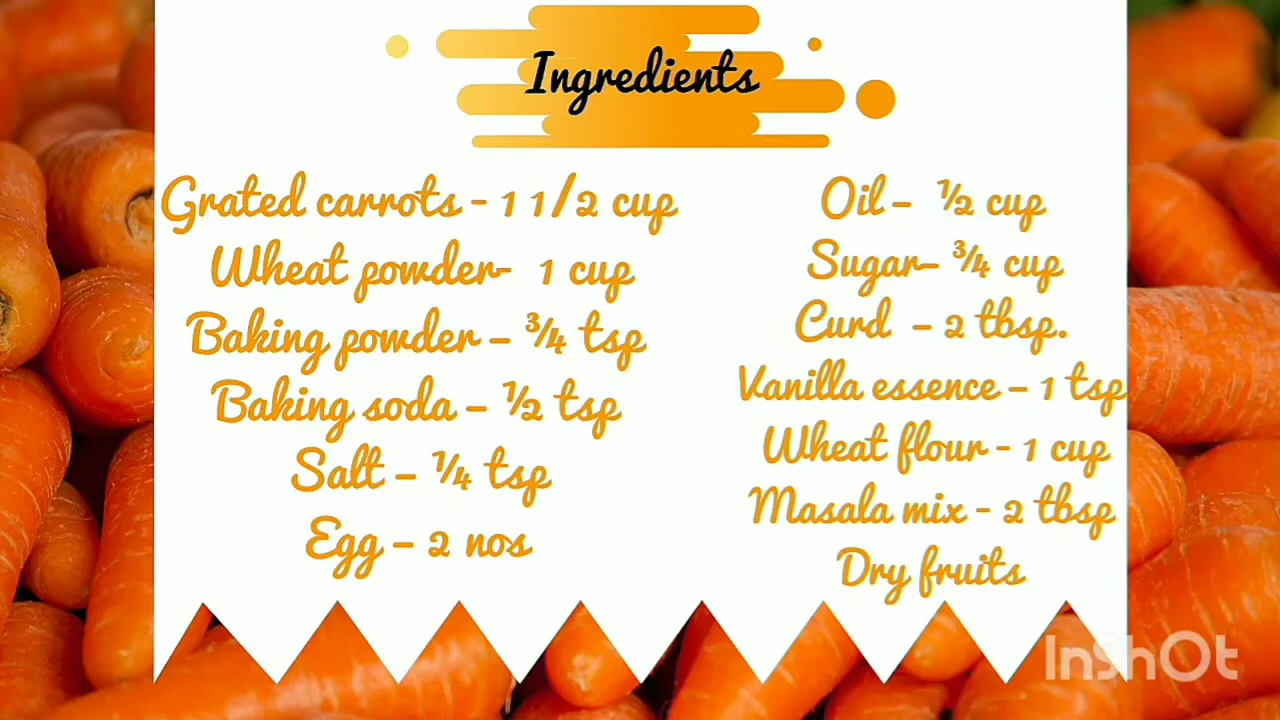 Ingredients
Grated carrots - 1 1/2 cup
Wheat powder- 1 cup
Baking powder – ¾ tsp
Baking soda – ½ tsp
Salt – ¼ tsp
Egg – 2 nos
Oil – ½ cup
Sugar– ¾ cup
Curd – 2 tbsp.
Vanilla essence – 1 tsp
Wheat flour - 1 cup
Masala mix - 2 tbsp
Dry fruits
InShOt